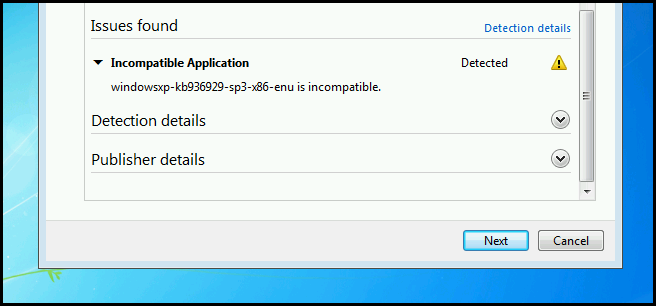 Issues found
Detection details
Incompatible Application
Detected
windowsxp-kb936929-sp3-x86-enu is incompatible.
Detection details
Publisher details
Next
Cancel